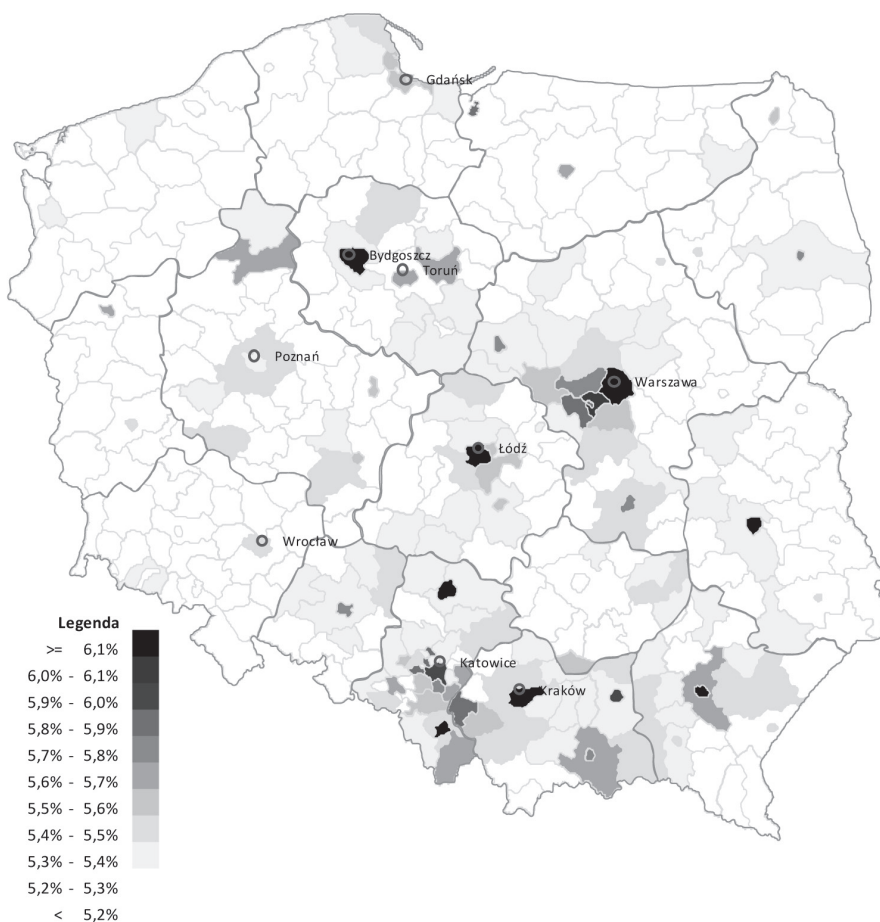 Gdańsk
Bydgoszcz
Toruń
Poznań
Warszawa
Łódź
Wrocław
Katowice
Kraków
Legenda
>= 6,1%
6,0% - 6,1%
5,9% - 6,0%
5,8% - 5,9%
5,7% - 5,8%
5,6% - 5,7%
5,5% - 5,6%
5,4% - 5,5%
5,3% - 5,4%
5,2% - 5,3%
< 5,2%